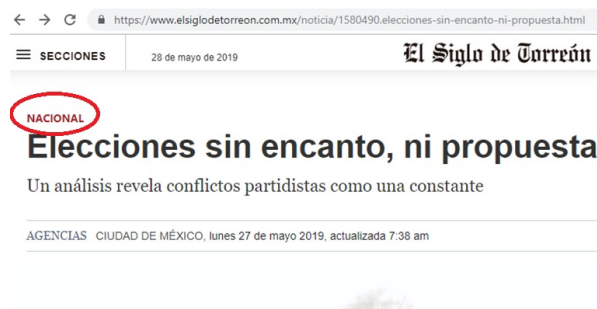 https://www.elsiglodetorreon.com.mx/noticia/1580490.elecciones-sin-encanto-ni-propuesta.html
SECCIONES 28 de mayo de 2019 El Siglo de Torreón
NACIONAL
Elecciones sin encanto, ni propuesta
Un análisis revela conflictos partidistas como una constante
AGENCIAS CIUDAD DE MÉXICO, lunes 27 de mayo 2019, actualizada 7:38 am